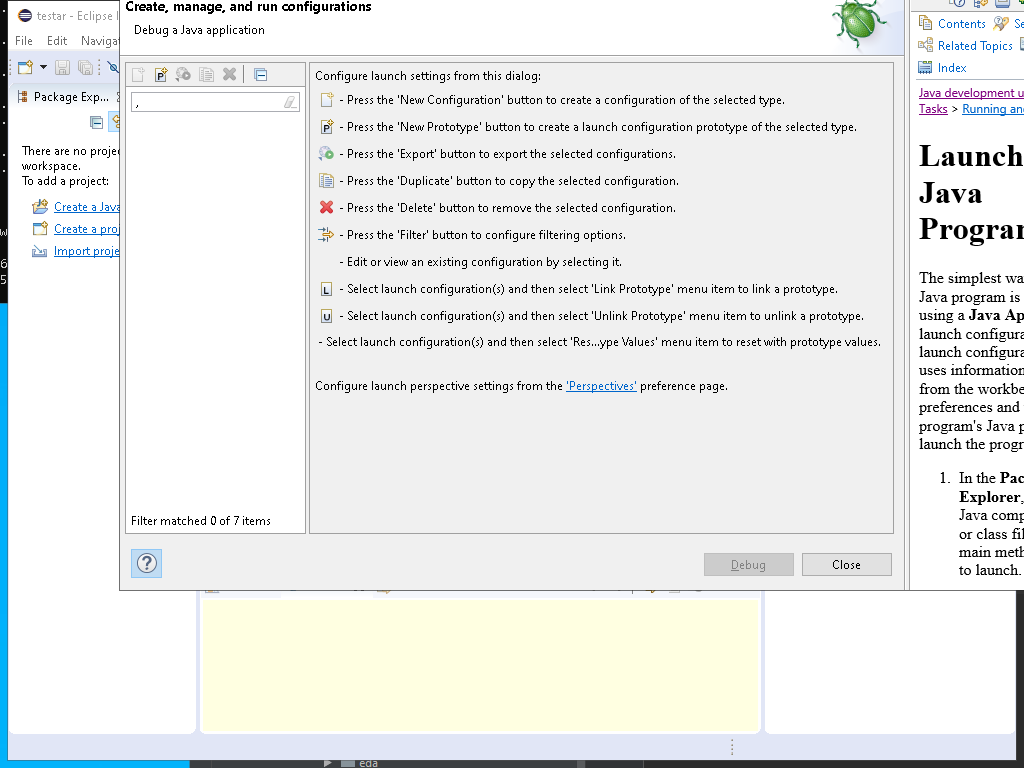 testar - Eclipse I
File Edit Navigat
Package Exp...
There are no projec
workspace.
To add a project:
Create a Java
Create a proj
Import proje
Create, manage, and run configurations
Debug a Java application
,
Filter matched 0 of 7 items
Configure launch settings from this dialog:
- Press the 'New Configuration' button to create a configuration of the selected type.
- Press the 'New Prototype' button to create a launch configuration prototype of the selected type.
- Press the 'Export' button to export the selected configurations.
- Press the 'Duplicate' button to copy the selected configuration.
- Press the 'Delete' button to remove the selected configuration.
- Press the 'Filter' button to configure filtering options.
- Edit or view an existing configuration by selecting it.
- Select launch configuration(s) and then select 'Link Prototype' menu item to link a prototype.
- Select launch configuration(s) and then select 'Unlink Prototype' menu item to unlink a prototype.
- Select launch configuration(s) and then select 'Res...ype Values' menu item to reset with prototype values.
Configure launch perspective settings from the 'Perspectives' preference page.
Debug
Close
Contents Se
Related Topics
Index
Java development u
Tasks > Running and
Launch
Java
Program
The simplest wa
Java program is
using a Java Ap
launch configura
launch configura
uses information
from the workbe
preferences and
program's Java p
launch the progr
1. In the Pac
Explorer,
Java comp
or class fil
main meth
to launch.
eda